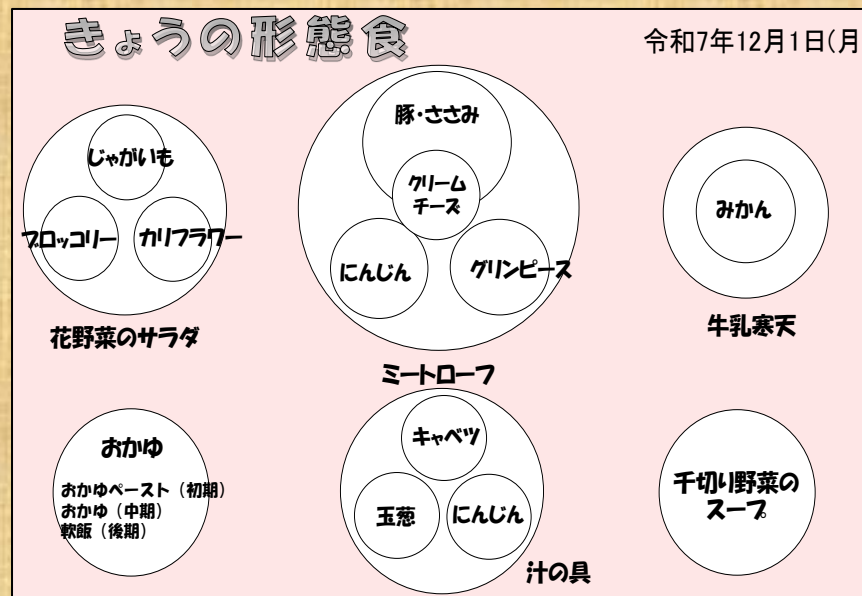 きょうの形態食
令和7年12月1日(月
じゃがいも
ブロッコリー
カリフラワー
花野菜のサラダ
豚・ささみ
クリーム
チーズ
にんじん
グリンピース
ミートローフ
みかん
牛乳寒天
おかゆ
おかゆペースト（初期）
おかゆ（中期）
軟飯（後期）
キャベツ
玉葱
にんじん
汁の具
千切り野菜の
スープ